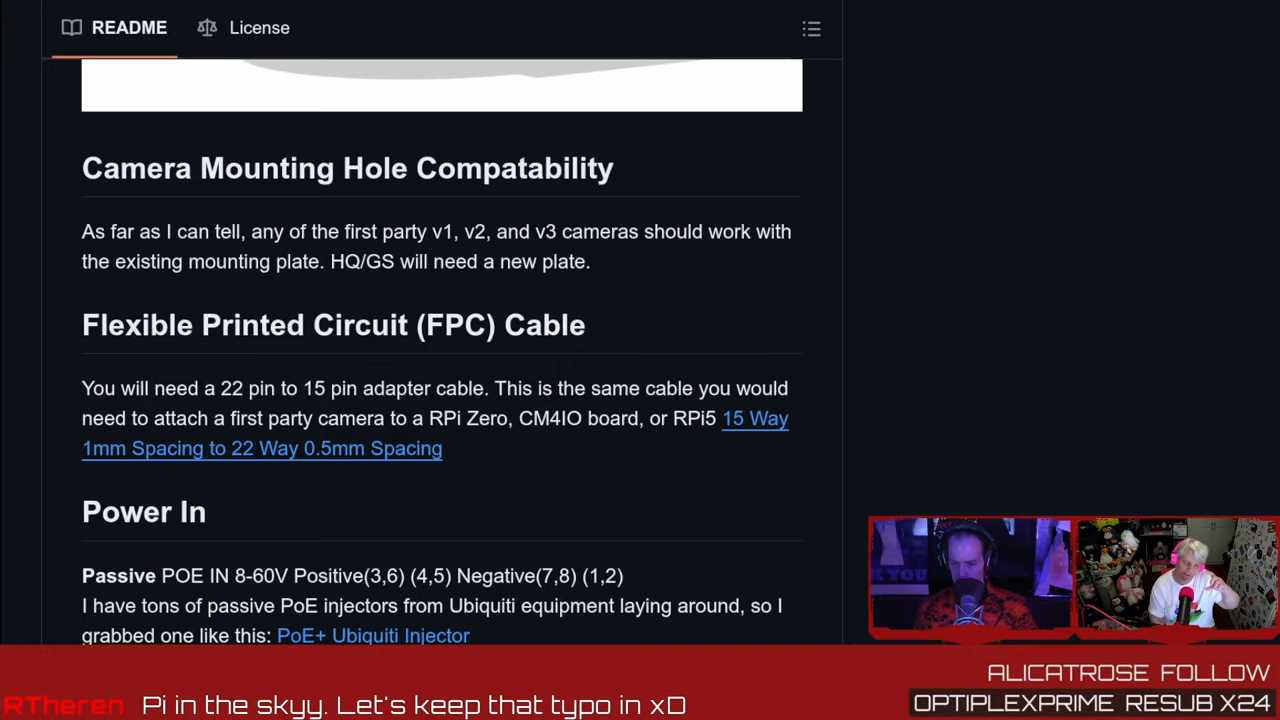 README
License
Camera Mounting Hole Compatability
As far as I can tell, any of the first party v1, v2, and v3 cameras should work with
the existing mounting plate. HQ/GS will need a new plate.
Flexible Printed Circuit (FPC) Cable
You will need a 22 pin to 15 pin adapter cable. This is the same cable you would
need to attach a first party camera to a RPi Zero, CM4IO board, or RPi5 15 Way
1mm Spacing to 22 Way 0.5mm Spacing
Power In
Passive POE IN 8-60V Positive(3,6) (4,5) Negative(7,8) (1,2)
I have tons of passive PoE injectors from Ubiquiti equipment laying around, so I
grabbed one like this: PoE+ Ubiquiti Injector
ALICATROSE FOLLOW
OPTIPLEXPRIME RESUB X24
RTheren Pi in the skyy. Let's keep that typo in xD